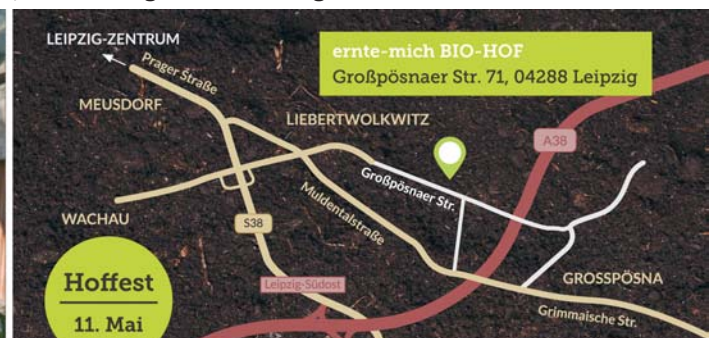 LEIPZIG-ZENTRUM
ernte-mich BIO-HOF
Großpösnaer Str. 71, 04288 Leipzig
Prager Straße
MEUSDORF
LIEBERTWOLKWITZ
A38
Großpösnaer Str.
Muldentalstraße
WACHAU
S38
Hoffest
11. Mai
Leipzig-Südost
GROSSPÖSNA
Grimmaische Str.